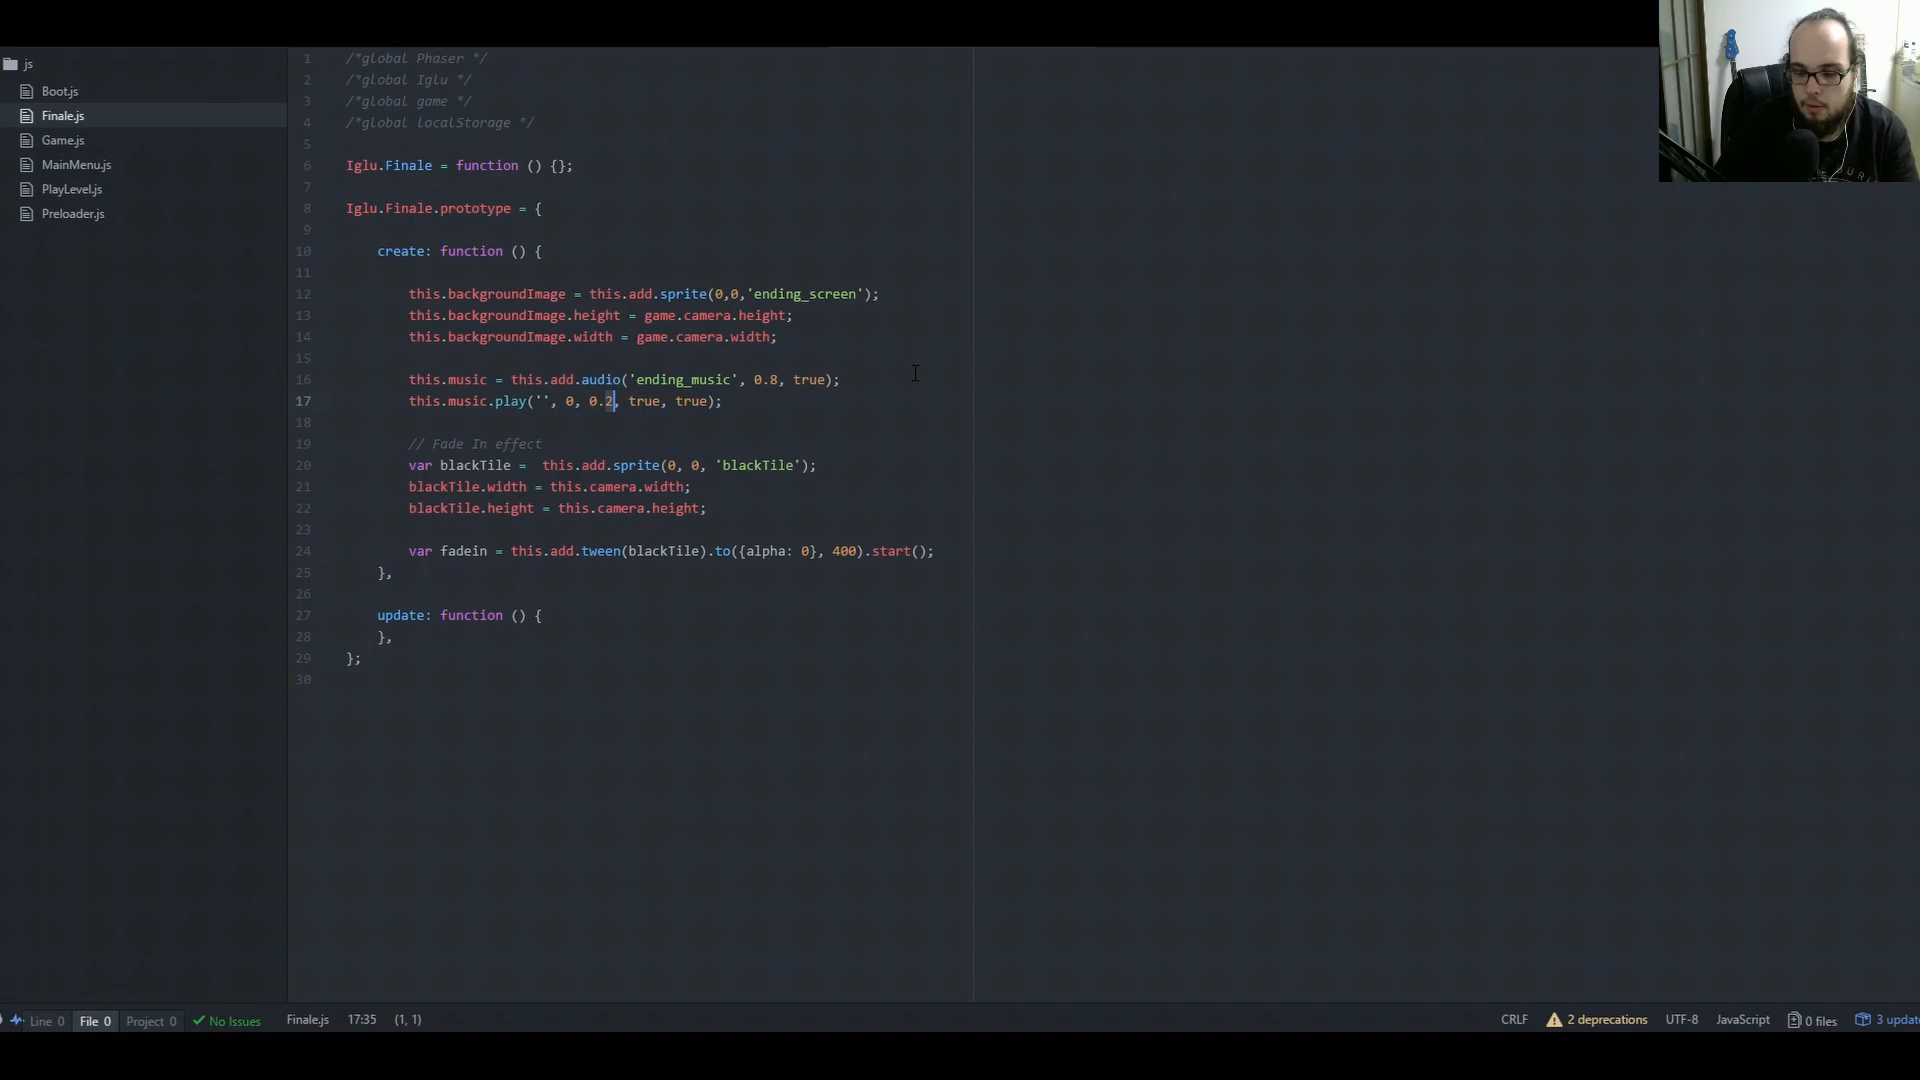 js
Boot.js
Finale.js
Game.js
MainMenu.js
PlayLevel.js
Preloader.js
1 /*global Phaser */
2 /*global Iglu */
3 /*global game */
4 /*global localStorage */
5
6 Iglu.Finale = function () {};
7
8 Iglu.Finale.prototype = {
9
10 create: function () {
11
12 this.backgroundImage = this.add.sprite(0,0,'ending_screen');
13 this.backgroundImage.height = game.camera.height;
14 this.backgroundImage.width = game.camera.width;
15
16 this.music = this.add.audio('ending_music', 0.8, true);
17 this.music.play('', 0, 0.2, true, true);
18
19 // Fade In effect
20 var blackTile =  this.add.sprite(0, 0, 'blackTile');
21 blackTile.width = this.camera.width;
22 blackTile.height = this.camera.height;
23
24 var fadein = this.add.tween(blackTile).to({alpha: 0}, 400).start();
25 },
26
27 update: function () {
28 },
29 };
30
Line 0 File 0 Project 0 No Issues Finale.js 17:35 (1, 1) CRLF 2 deprecations UTF-8 JavaScript 0 files 3 updat